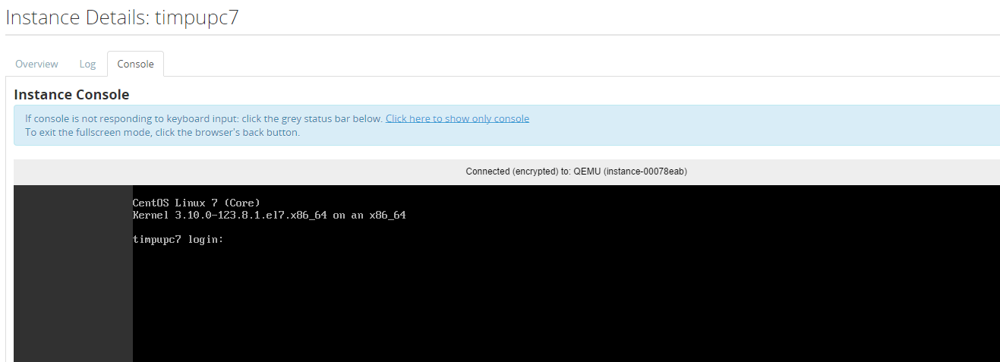 Instance Details: timpupc7
Overview
Log
Console
Instance Console
If console is not responding to keyboard input: click the grey status bar below. Click here to show only console
To exit the fullscreen mode, click the browser's back button.
Connected (encrypted) to: QEMU (instance-00078eab)
CentOS Linux 7 (Core)
Kernel 3.10.0-123.8.1.el7.x86_64 on an x86_64
timpupc7 login: